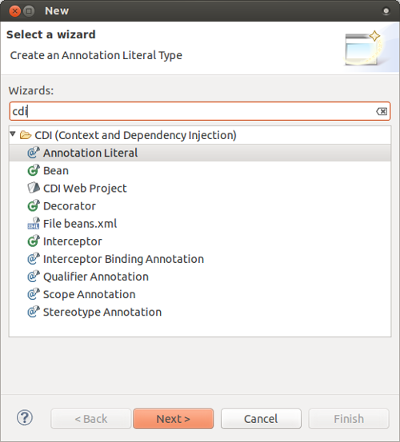 New
Select a wizard
Create an Annotation Literal Type
Wizards:
cdi
CDI (Context and Dependency Injection)
Annotation Literal
Bean
CDI Web Project
Decorator
File beans.xml
Interceptor
Interceptor Binding Annotation
Qualifier Annotation
Scope Annotation
Stereotype Annotation
? < Back Next > Cancel Finish